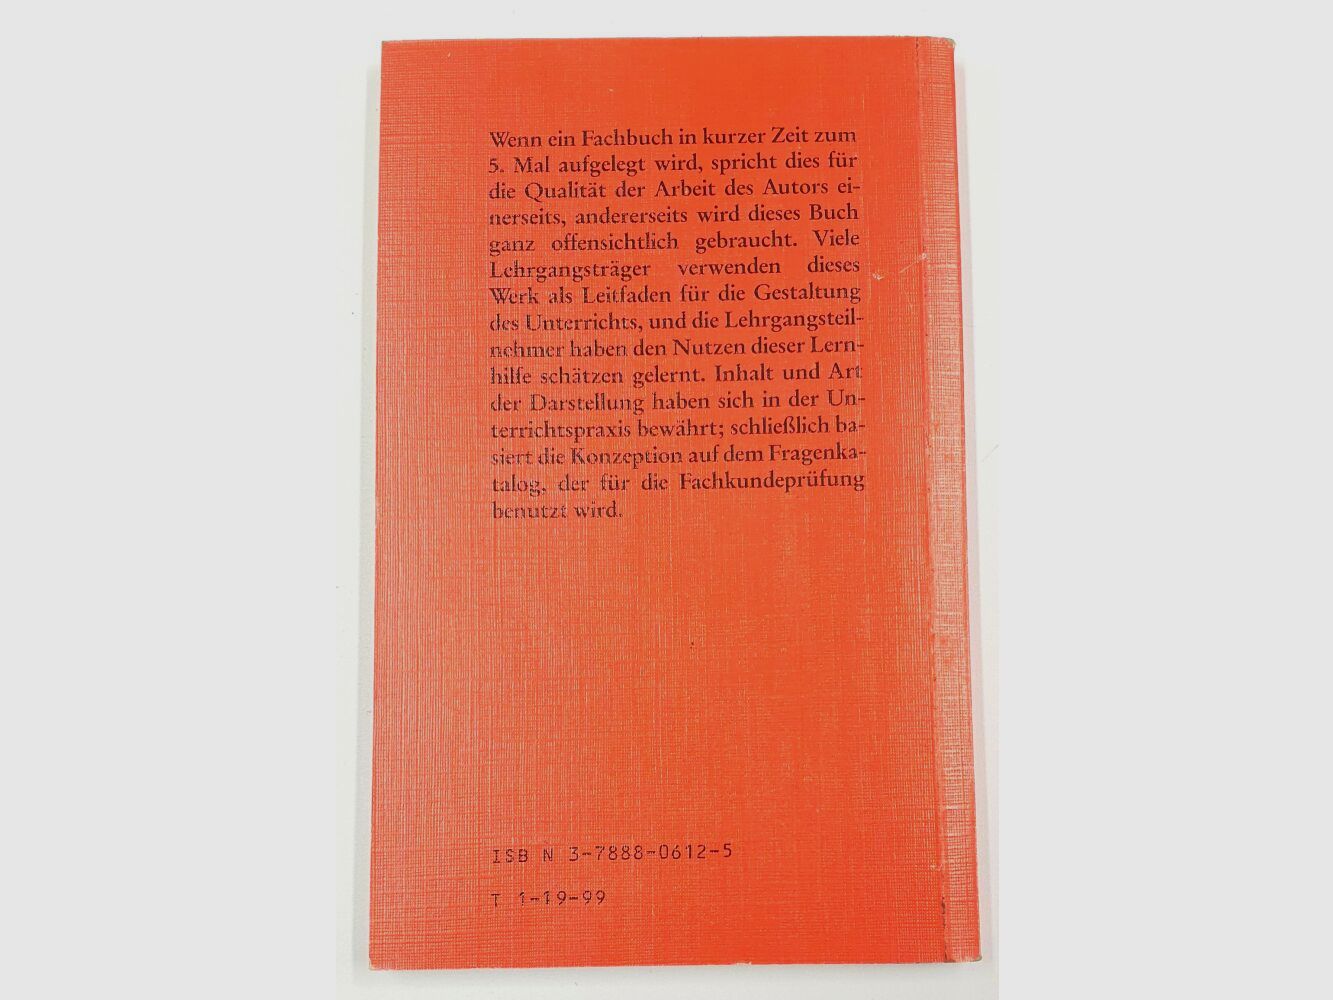 Wenn ein Fachbuch in kurzer Zeit zum
5. Mal aufgelegt wird, spricht dies für
die Qualität der Arbeit des Autors ei-
nerseits, andererseits wird dieses Buch
ganz offensichtlich gebraucht. Viele
Lehrgangsträger verwenden dieses
Werk als Leitfaden für die Gestaltung
des Unterrichts, und die Lehrgangsteil-
nehmer haben den Nutzen dieser Lern-
hilfe schätzen gelernt. Inhalt und Art
der Darstellung haben sich in der Un-
terrichtspraxis bewährt; schließlich ba-
siert die Konzeption auf dem Fragenka-
talog, der für die Fachkundeprüfung
benutzt wird.
ISB N 3-7888-0612-5
T 1-19-99